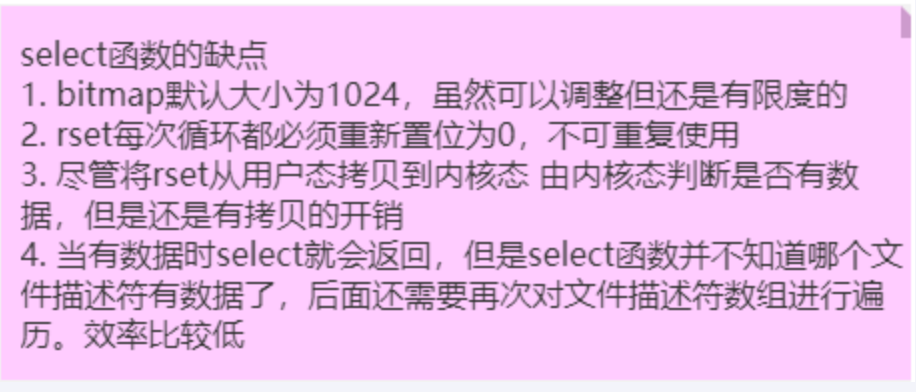 select函数的缺点
1. bitmap默认大小为1024，虽然可以调整但还是有限度的
2. rset每次循环都必须重新置位为0，不可重复使用
3. 尽管将rset从用户态拷贝到内核态 由内核态判断是否有数
据，但是还是有拷贝的开销
4. 当有数据时select就会返回，但是select函数并不知道哪个文
件描述符有数据了，后面还需要再次对文件描述符数组进行遍
历。效率比较低